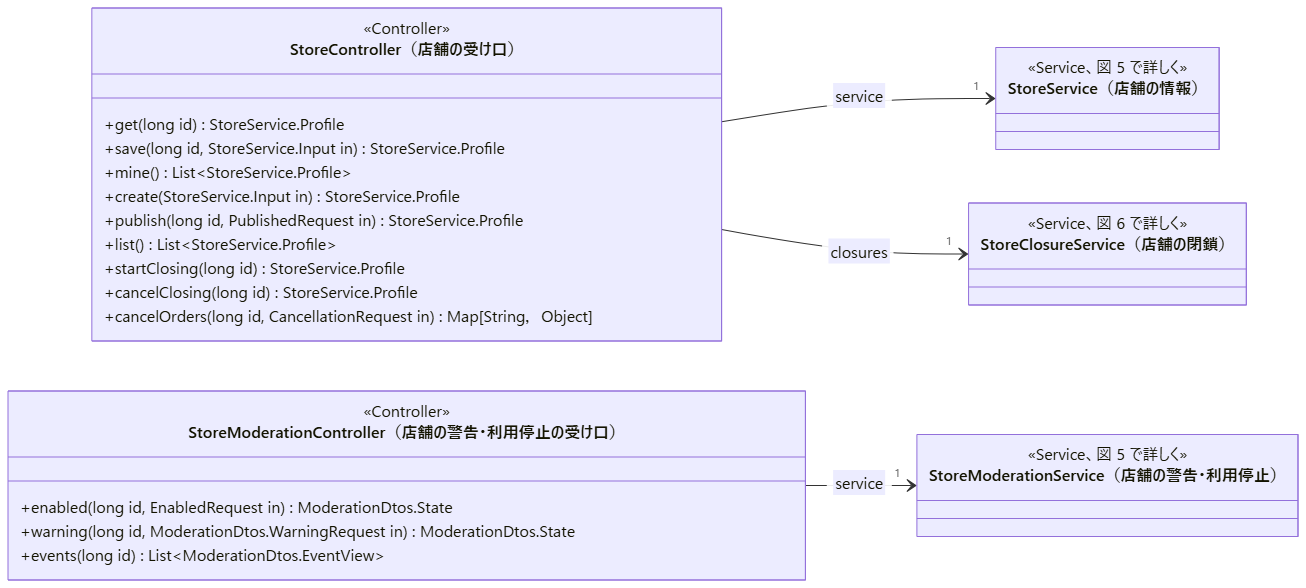 «Controller»
StoreController（店舗の受け口）
+get(long id) : StoreService.Profile
+save(long id, StoreService.Input in) : StoreService.Profile
+mine() : List<StoreService.Profile>
+create(StoreService.Input in) : StoreService.Profile
+publish(long id, PublishedRequest in) : StoreService.Profile
+list() : List<StoreService.Profile>
+startClosing(long id) : StoreService.Profile
+cancelClosing(long id) : StoreService.Profile
+cancelOrders(long id, CancellationRequest in) : Map[String，Object]
service
1
«Service、図 5 で詳しく»
StoreService（店舗の情報）
closures
1
«Service、図 6 で詳しく»
StoreClosureService（店舗の閉鎖）
«Controller»
StoreModerationController（店舗の警告・利用停止の受け口）
+enabled(long id, EnabledRequest in) : ModerationDtos.State
+warning(long id, ModerationDtos.WarningRequest in) : ModerationDtos.State
+events(long id) : List<ModerationDtos.EventView>
service
1
«Service、図 5 で詳しく»
StoreModerationService（店舗の警告・利用停止）